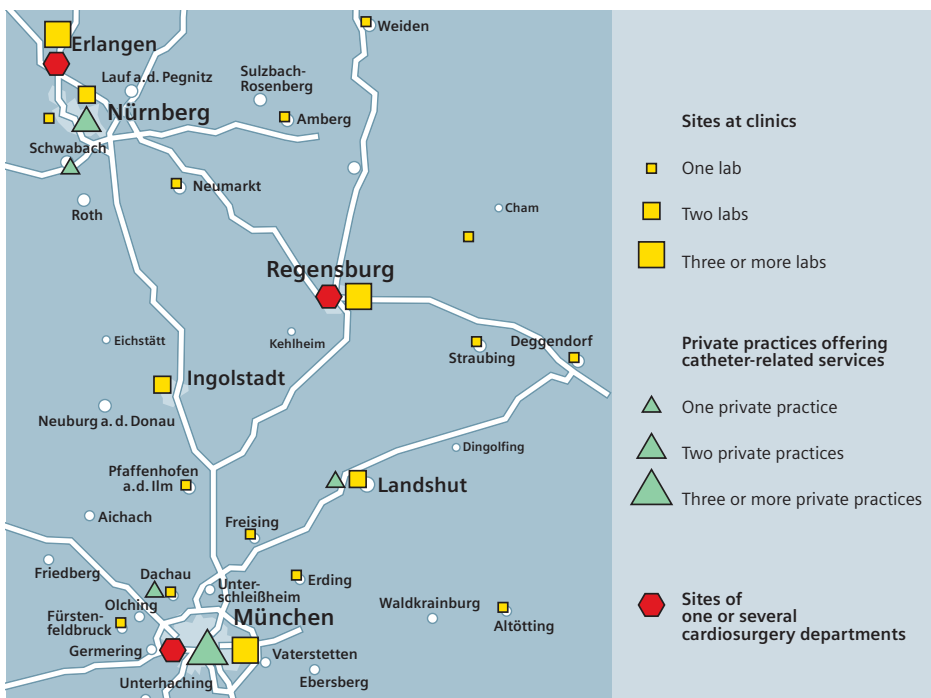 Weiden
Erlangen
Lauf a.d. Pegnitz
Sulzbach-
Rosenberg
Nürnberg
Amberg
Schwabach
Neumarkt
Roth
Cham
Regensburg
Eichstätt
Kehlheim
Straubing
Deggendorf
Ingolstadt
Neuburg a. d. Donau
Dingolfing
Pfaffenhofen
a.d. Ilm
Landshut
Aichach
Freising
Friedberg
Dachau
Unter-
schleißheim
Erding
Olching
Waldkrainburg
Altötting
Fürsten-
feldbruck
München
Germering
Vaterstetten
Ebersberg
Unterhaching
Sites at clinics
One lab
Two labs
Three or more labs
Private practices offering
catheter-related services
One private practice
Two private practices
Three or more private practices
Sites of
one or several
cardiosurgery departments